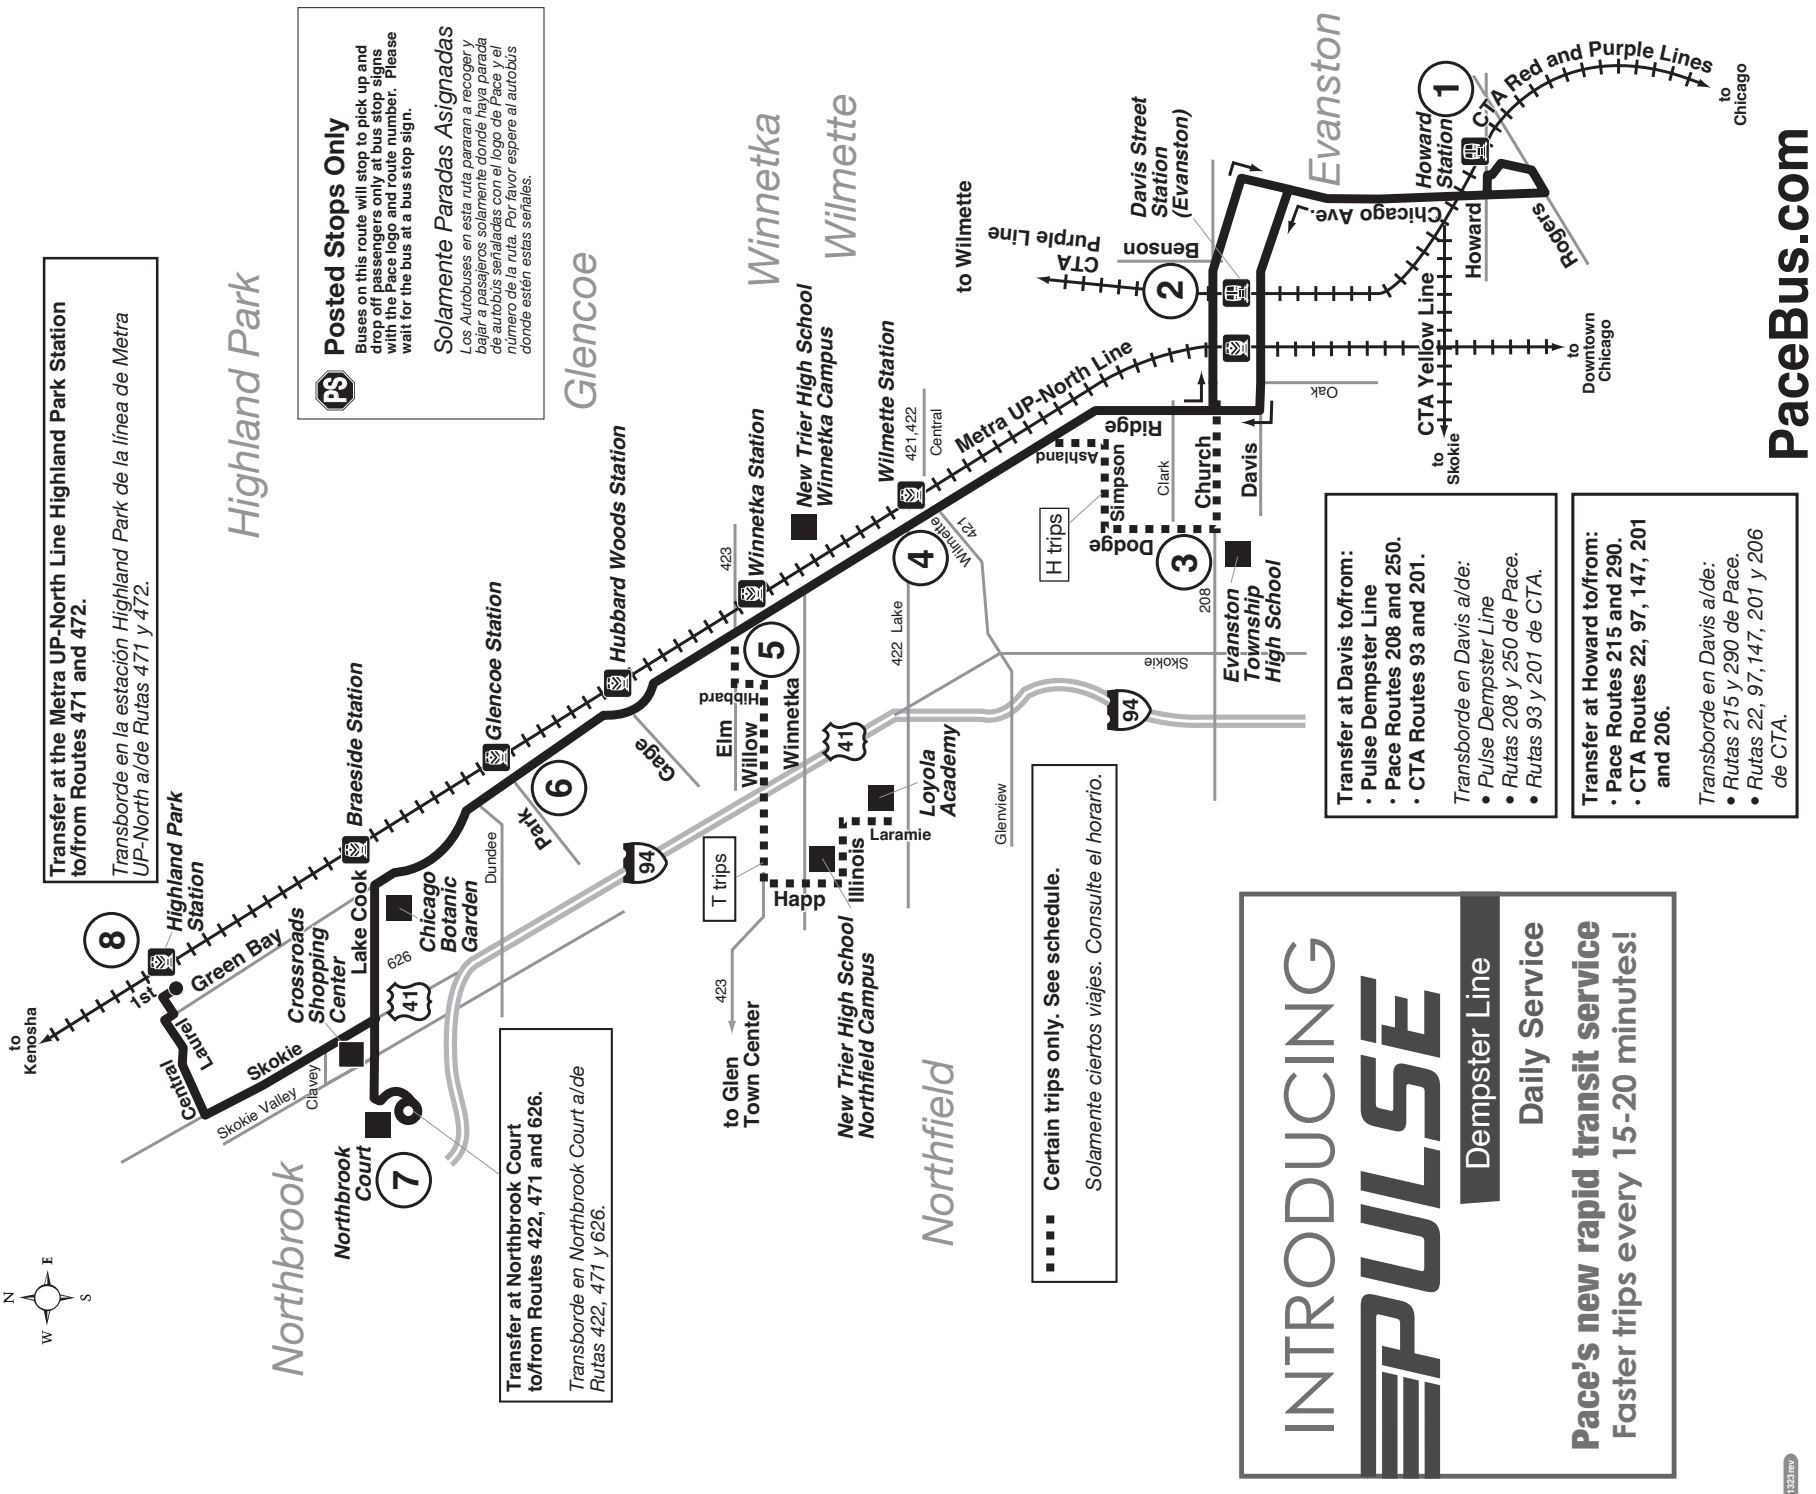 N
W
E
S
to
Kenosha
8
Highland Park
Station
1st
Green Bay
Laurel
Central
Skokie
Skokie Valley
Clavey
Crossroads
Shopping
Center
Lake Cook
41
626
Chicago
Botanic
Garden
Northbrook
Court
7
Northbrook
Transfer at the Metra UP-North Line Highland Park Station
to/from Routes 471 and 472.
Transborde en la estación Highland Park de la línea de Metra
UP-North a/de Rutas 471 y 472.
Highland Park
PS
Posted Stops Only
Buses on this route will stop to pick up and
drop off passengers only at bus stop signs
with the Pace logo and route number. Please
wait for the bus at a bus stop sign.
Solamente Paradas Asignadas
Los Autobuses en esta ruta pararan a recoger y
bajar a pasajeros solamente donde haya parada
de autobús señaladas con el logo de Pace y el
número de la ruta. Por favor espere al autobús
donde estén estas señales.
Transfer at Northbrook Court
to/from Routes 422, 471 and 626.
Transborde en Northbrook Court a/de
Rutas 422, 471 y 626.
Braeside Station
Glencoe Station
Dundee
Park
6
94
Hubbard Woods Station
Gage
Glencoe
Winnetka
Wilmette
423
Winnetka Station
New Trier High School
Winnetka Campus
5
Elm
Hibbard
Willow
Winnetka
T trips
Happ
Illinois
Laramie
41
Loyola
Academy
423
to Glen
Town Center
New Trier High School
Northfield Campus
Northfield
Wilmette Station
421,422
Central
4
Wilmette
421
422 Lake
Glenview
Skokie
94
Metra UP-North Line
H trips
Ashland
Simpson
Ridge
Dodge
3
Clark
Church
208
Davis
Oak
Evanston
Township
High School
to Wilmette
CTA
Purple Line
Benson
2
Davis Street
Station
(Evanston)
Evanston
Chicago Ave.
Howard
Station
1
CTA Red and Purple Lines
to
Chicago
Howard
Rogers
CTA Yellow Line
to
Skokie
to
Downtown
Chicago
Certain trips only. See schedule.
Solamente ciertos viajes. Consulte el horario.
Transfer at Davis to/from:
· Pulse Dempster Line
· Pace Routes 208 and 250.
· CTA Routes 93 and 201.
Transborde en Davis a/de:
• Pulse Dempster Line
• Rutas 208 y 250 de Pace.
• Rutas 93 y 201 de CTA.
Transfer at Howard to/from:
· Pace Routes 215 and 290.
· CTA Routes 22, 97, 147, 201
and 206.
Transborde en Davis a/de:
• Rutas 215 y 290 de Pace.
• Rutas 22, 97,147, 201 y 206
de CTA.
INTRODUCING
PULSE
Dempster Line
Daily Service
Pace's new rapid transit service
Faster trips every 15-20 minutes!
PaceBus.com
1323rev